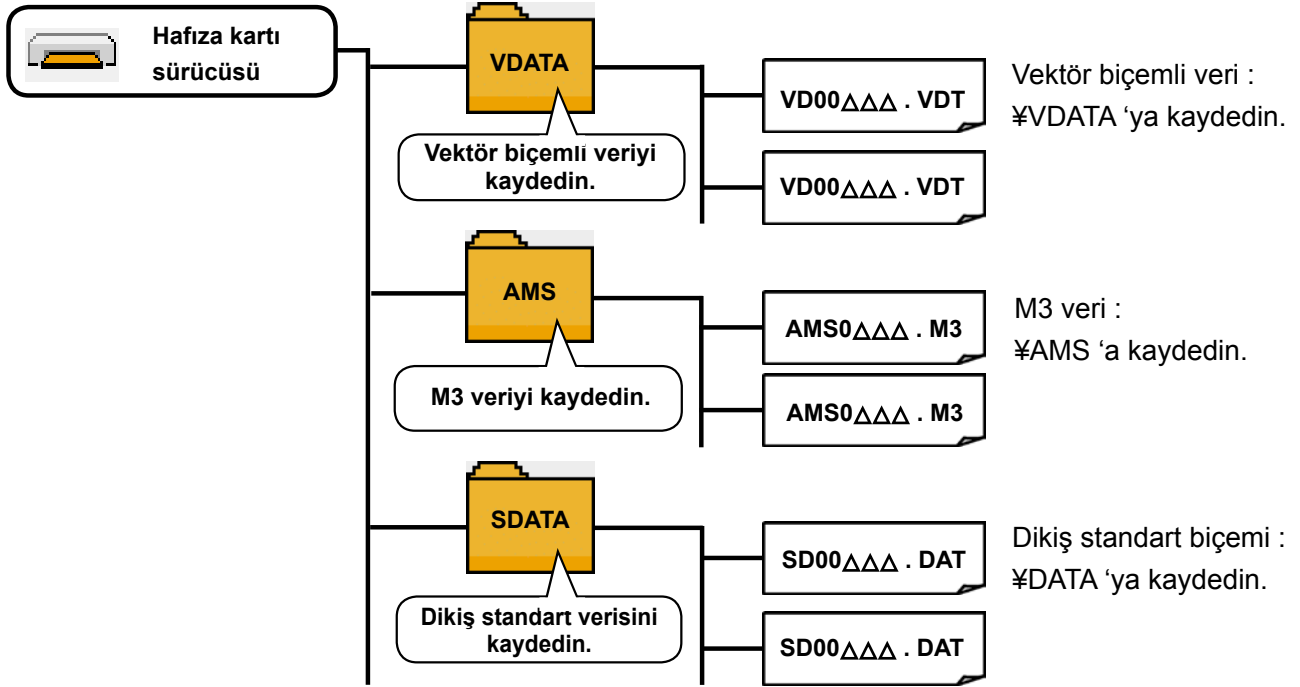 Hafıza kartı
sürücüsü
VDATA
Vektör biçemli veriyi
kaydedin.
VD00△△△ . VDT
VD00△△△ . VDT
Vektör biçemli veri :
¥VDATA ‘ya kaydedin.
AMS
M3 veriyi kaydedin.
AMS0△△△ . M3
AMS0△△△ . M3
M3 veri :
¥AMS ‘a kaydedin.
SDATA
Dikiş standart verisini
kaydedin.
SD00△△△ . DAT
SD00△△△ . DAT
Dikiş standart biçemi :
¥DATA ‘ya kaydedin.